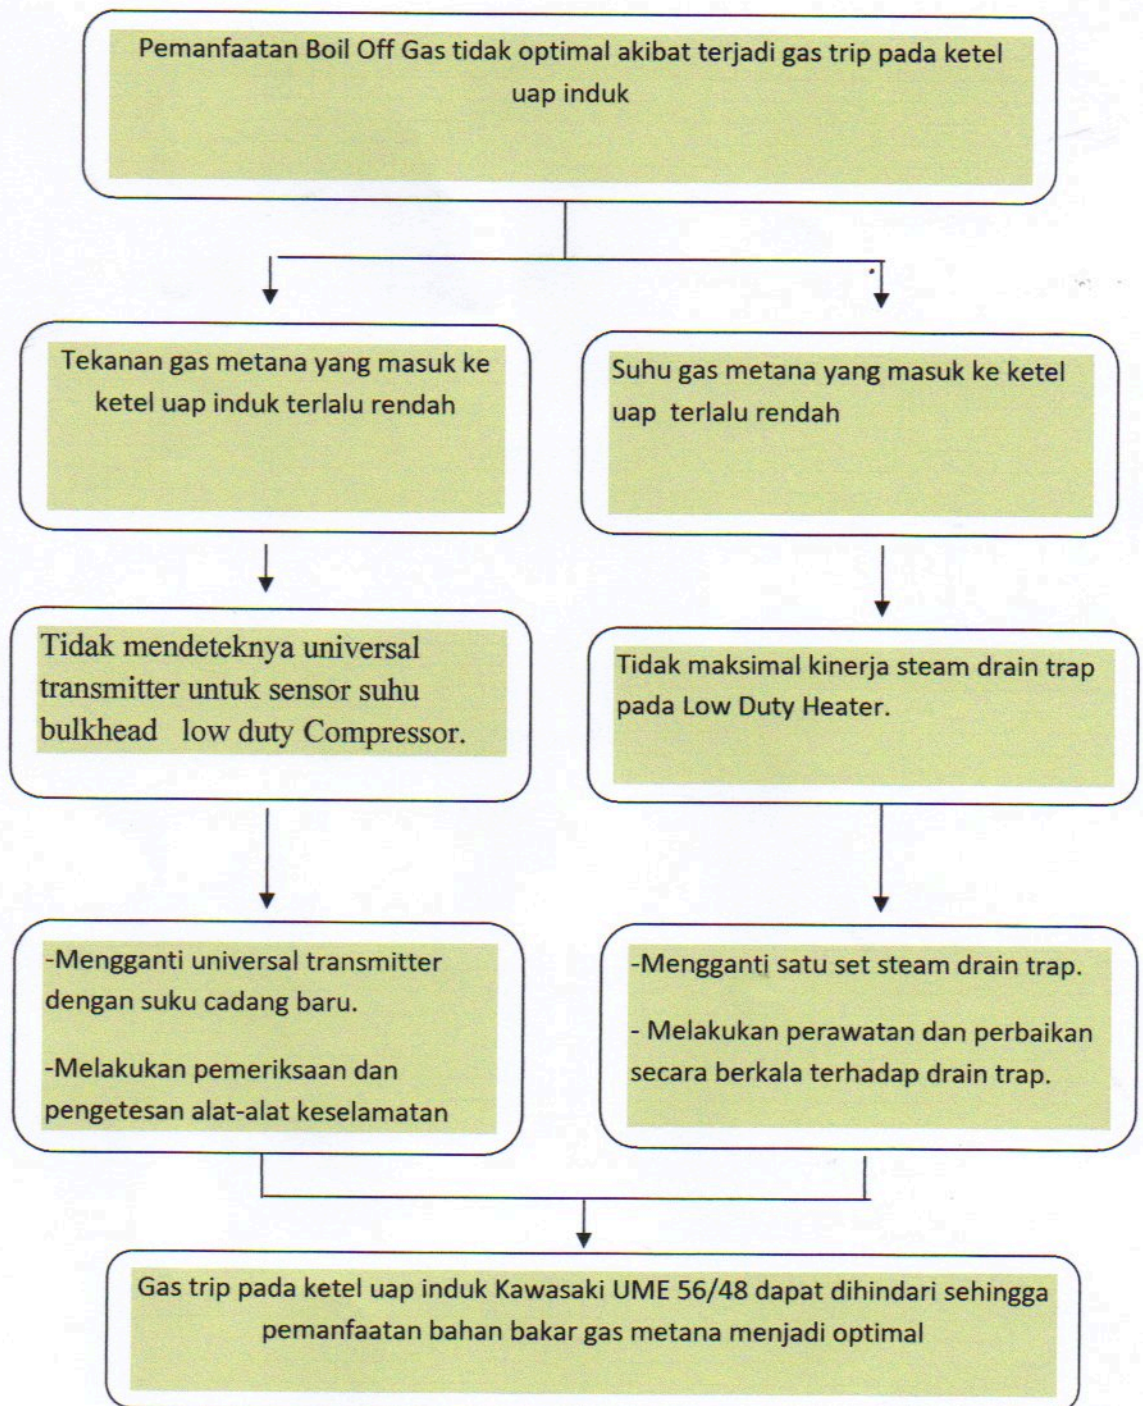 Pemanfaatan Boil Off Gas tidak optimal akibat terjadi gas trip pada ketel
uap induk
Tekanan gas metana yang masuk ke
ketel uap induk terlalu rendah
Suhu gas metana yang masuk ke ketel
uap terlalu rendah
Tidak mendeteknya universal
transmitter untuk sensor suhu
bulkhead low duty Compressor.
Tidak maksimal kinerja steam drain trap
pada Low Duty Heater.
-Mengganti universal transmitter
dengan suku cadang baru.
-Melakukan pemeriksaan dan
pengetesan alat-alat keselamatan
-Mengganti satu set steam drain trap.
- Melakukan perawatan dan perbaikan
secara berkala terhadap drain trap.
Gas trip pada ketel uap induk Kawasaki UME 56/48 dapat dihindari sehingga
pemanfaatan bahan bakar gas metana menjadi optimal